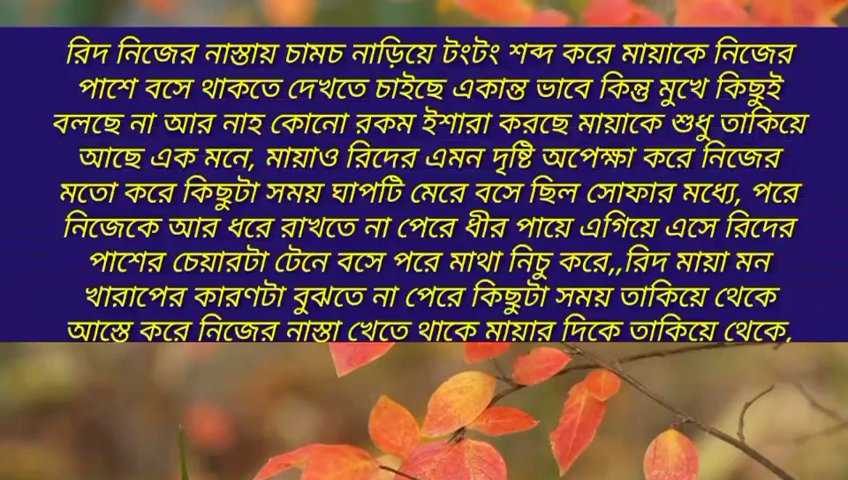 রিদ নিজের নাস্তায় চামচ নাড়িয়ে টংটং শব্দ করে মায়াকে নিজের
পাশে বসে থাকতে দেখতে চাইছে একান্ত ভাবে কিন্তু মুখে কিছুই
বলছে না আর নাহ কোনো রকম ইশারা করছে মায়াকে শুধু তাকিয়ে
আছে এক মনে, মায়াও রিদের এমন দৃষ্টি অপেক্ষা করে নিজের
মতো করে কিছুটা সময় ঘাপটি মেরে বসে ছিল সোফার মধ্যে, পরে
নিজেকে আর ধরে রাখতে না পেরে ধীর পায়ে এগিয়ে এসে রিদের
পাশের চেয়ারটা টেনে বসে পরে মাথা নিচু করে,,রিদ মায়া মন
খারাপের কারণটা বুঝতে না পেরে কিছুটা সময় তাকিয়ে থেকে
আস্তে করে নিজের নাস্তা খেতে থাকে মায়ার দিকে তাকিয়ে থেকে,